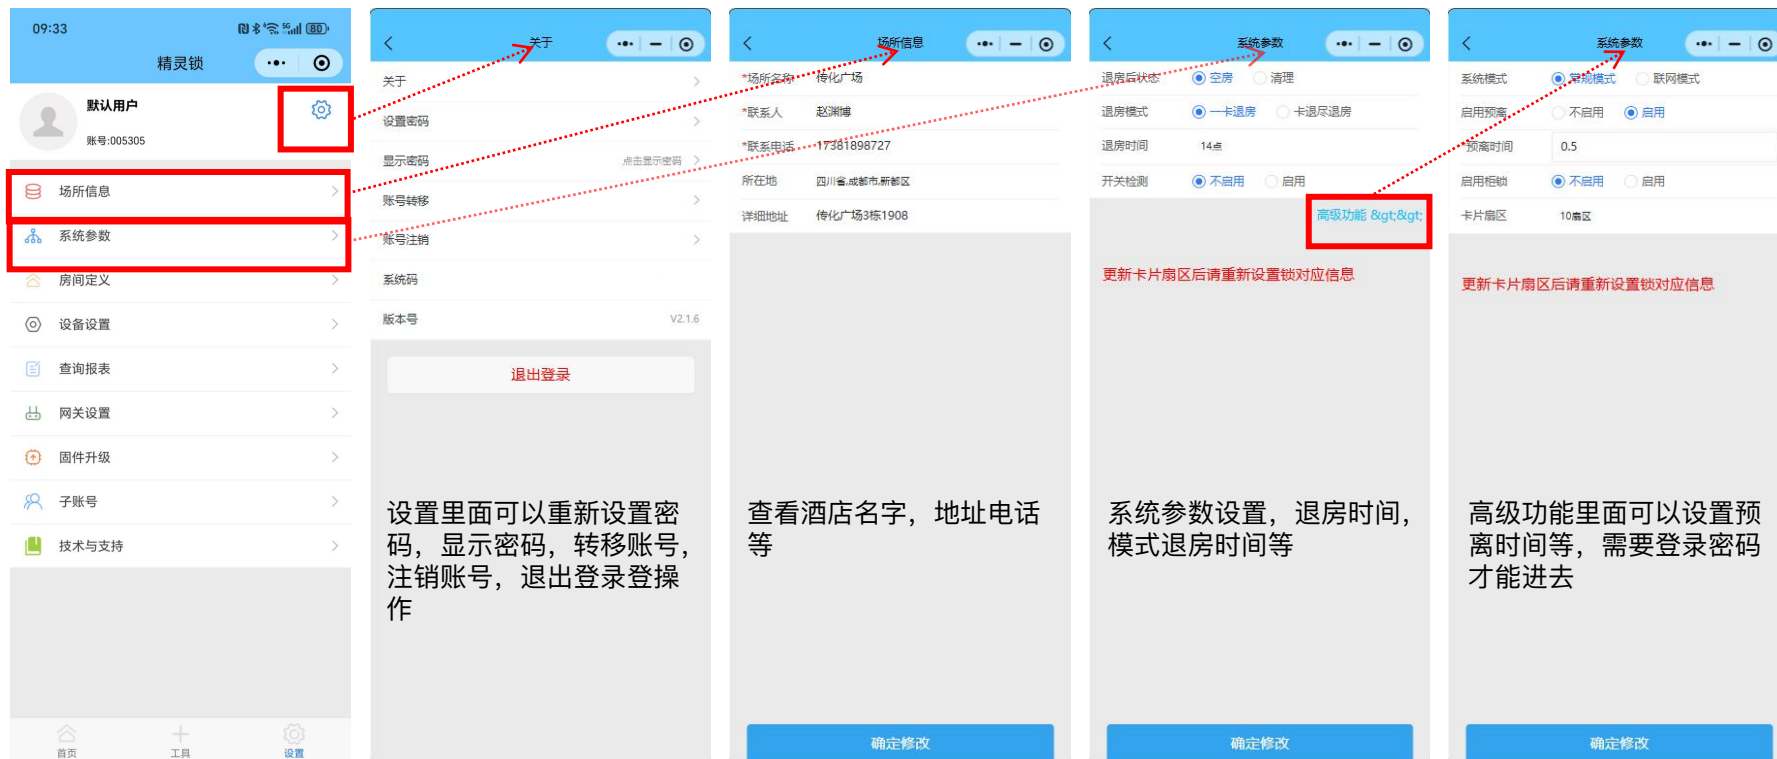 09:33
5G
80
精灵锁
默认用户
账号:005305
场所信息
系统参数
房间定义
设备设置
查询报表
网关设置
固件升级
子账号
技术与支持
首页
工具
设置
关于
关于
设置密码
显示密码
点击显示密码
账号转移
账号注销
系统码
版本号
V2.1.6
退出登录
设置里面可以重新设置密
码，显示密码，转移账号，
注销账号，退出登录登操
作
场所信息
*场所名称 传化广场
*联系人 赵渊博
*联系电话 17381898727
所在地 四川省,成都市,新都区
详细地址 传化广场3栋1908
查看酒店名字，地址电话
等
确定修改
系统参数
退房后状态 空房 清理
退房模式 一卡退房 卡退尽退房
退房时间 14点
开关检测 不启用 启用
高级功能 &gt;&gt;
更新卡片扇区后请重新设置锁对应信息
系统参数设置，退房时间，
模式退房时间等
确定修改
系统参数
系统模式 常规模式 联网模式
启用预离 不启用 启用
*预离时间 0.5
启用柜锁 不启用 启用
卡片扇区 10扇区
更新卡片扇区后请重新设置锁对应信息
高级功能里面可以设置预
离时间等，需要登录密码
才能进去
确定修改